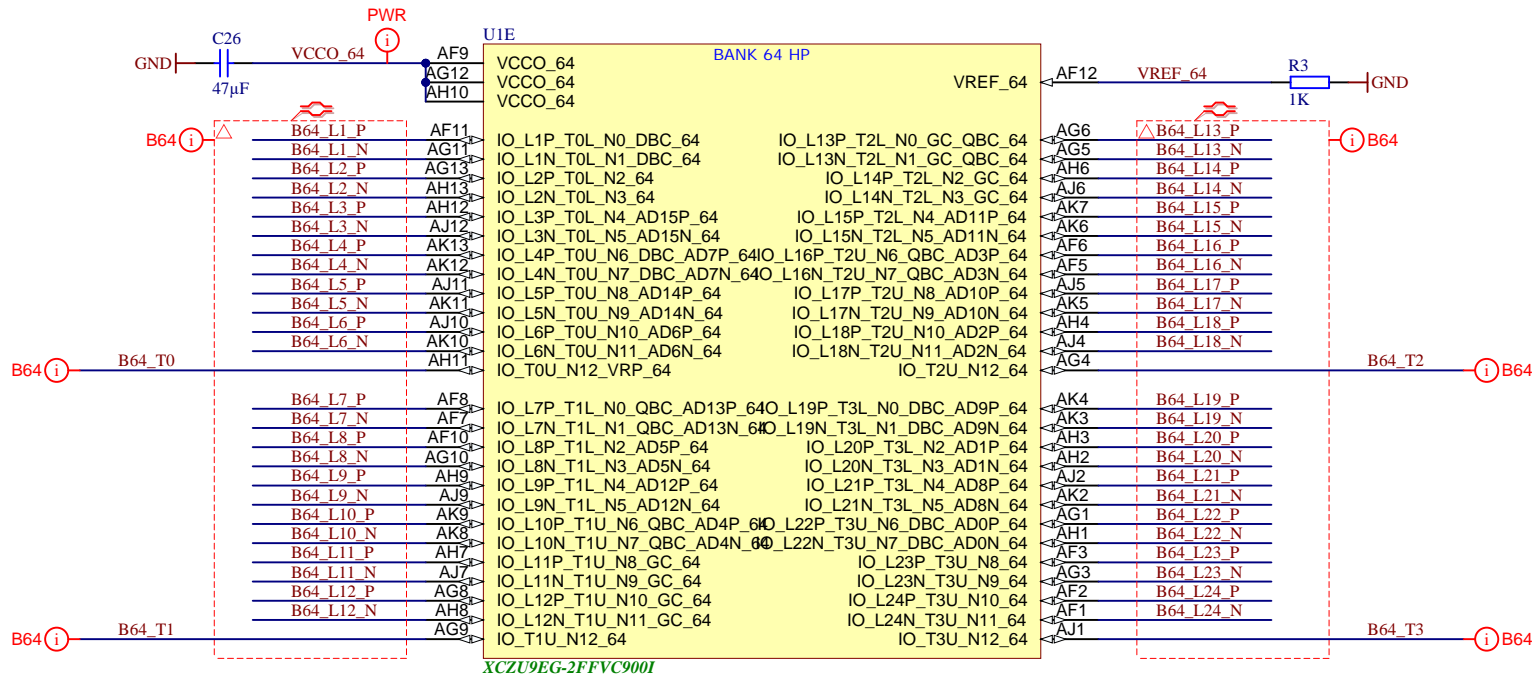 PWR
C26
U1E
GND
VCCO_64
47µF
AF9
AG12
AH10
VCCO_64
VCCO_64
VCCO_64
BANK 64 HP
VREF_64
AF12
VREF_64
R3
1K
GND
B64
B64
B64_L1_P AF11 IO_L1P_T0L_N0_DBC_64 IO_L13P_T2L_N0_GC_QBC_64 AG6 B64_L13_P
B64_L1_N AG11 IO_L1N_T0L_N1_DBC_64 IO_L13N_T2L_N1_GC_QBC_64 AG5 B64_L13_N
B64_L2_P AG13 IO_L2P_T0L_N2_64 IO_L14P_T2L_N2_GC_64 AH6 B64_L14_P
B64_L2_N AH13 IO_L2N_T0L_N3_64 IO_L14N_T2L_N3_GC_64 AJ6 B64_L14_N
B64_L3_P AH12 IO_L3P_T0L_N4_AD15P_64 IO_L15P_T2L_N4_AD11P_64 AK7 B64_L15_P
B64_L3_N AJ12 IO_L3N_T0L_N5_AD15N_64 IO_L15N_T2L_N5_AD11N_64 AK6 B64_L15_N
B64_L4_P AK13 IO_L4P_T0U_N6_DBC_AD7P_64 IO_L16P_T2U_N6_QBC_AD3P_64 AF6 B64_L16_P
B64_L4_N AK12 IO_L4N_T0U_N7_DBC_AD7N_64 IO_L16N_T2U_N7_QBC_AD3N_64 AF5 B64_L16_N
B64_L5_P AJ11 IO_L5P_T0U_N8_AD14P_64 IO_L17P_T2U_N8_AD10P_64 AJ5 B64_L17_P
B64_L5_N AK11 IO_L5N_T0U_N9_AD14N_64 IO_L17N_T2U_N9_AD10N_64 AK5 B64_L17_N
B64_L6_P AJ10 IO_L6P_T0U_N10_AD6P_64 IO_L18P_T2U_N10_AD2P_64 AH4 B64_L18_P
B64_L6_N AK10 IO_L6N_T0U_N11_AD6N_64 IO_L18N_T2U_N11_AD2N_64 AJ4 B64_L18_N
B64 B64_T0 AH11 IO_T0U_N12_VRP_64 IO_T2U_N12_64 AG4 B64_T2 B64
B64_L7_P AF8 IO_L7P_T1L_N0_QBC_AD13P_64 IO_L19P_T3L_N0_DBC_AD9P_64 AK4 B64_L19_P
B64_L7_N AF7 IO_L7N_T1L_N1_QBC_AD13N_64 IO_L19N_T3L_N1_DBC_AD9N_64 AK3 B64_L19_N
B64_L8_P AF10 IO_L8P_T1L_N2_AD5P_64 IO_L20P_T3L_N2_AD1P_64 AH3 B64_L20_P
B64_L8_N AG10 IO_L8N_T1L_N3_AD5N_64 IO_L20N_T3L_N3_AD1N_64 AH2 B64_L20_N
B64_L9_P AH9 IO_L9P_T1L_N4_AD12P_64 IO_L21P_T3L_N4_AD8P_64 AJ2 B64_L21_P
B64_L9_N AJ9 IO_L9N_T1L_N5_AD12N_64 IO_L21N_T3L_N5_AD8N_64 AK2 B64_L21_N
B64_L10_P AK9 IO_L10P_T1U_N6_QBC_AD4P_64 IO_L22P_T3U_N6_DBC_AD0P_64 AG1 B64_L22_P
B64_L10_N AK8 IO_L10N_T1U_N7_QBC_AD4N_64 IO_L22N_T3U_N7_DBC_AD0N_64 AH1 B64_L22_N
B64_L11_P AH7 IO_L11P_T1U_N8_GC_64 IO_L23P_T3U_N8_64 AF3 B64_L23_P
B64_L11_N AJ7 IO_L11N_T1U_N9_GC_64 IO_L23N_T3U_N9_64 AG3 B64_L23_N
B64_L12_P AG8 IO_L12P_T1U_N10_GC_64 IO_L24P_T3U_N10_64 AF2 B64_L24_P
B64_L12_N AH8 IO_L12N_T1U_N11_GC_64 IO_L24N_T3U_N11_64 AF1 B64_L24_N
B64 B64_T1 AG9 IO_T1U_N12_64 IO_T3U_N12_64 AJ1 B64_T3 B64
XCZU9EG-2FFVC900I